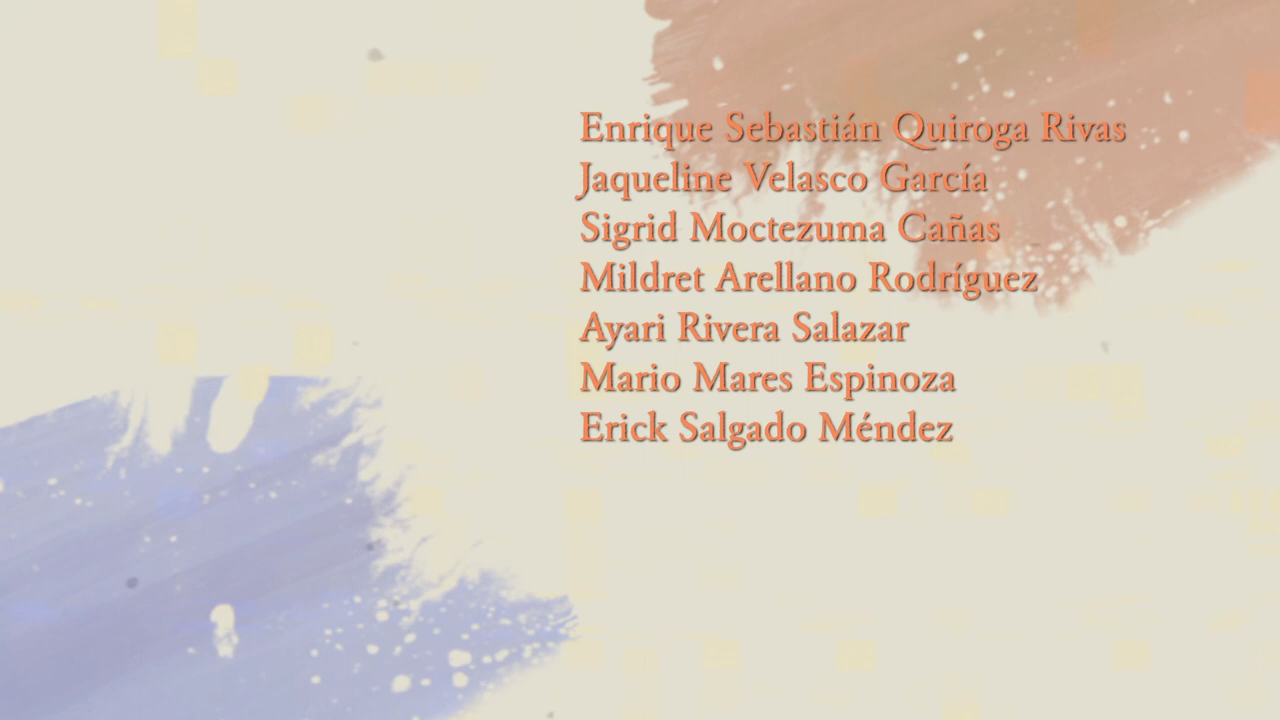 Enrique Sebastián Quiroga Rivas
Jaqueline Velasco García
Sigrid Moctezuma Cañas
Mildret Arellano Rodríguez
Ayari Rivera Salazar
Mario Mares Espinoza
Erick Salgado Méndez